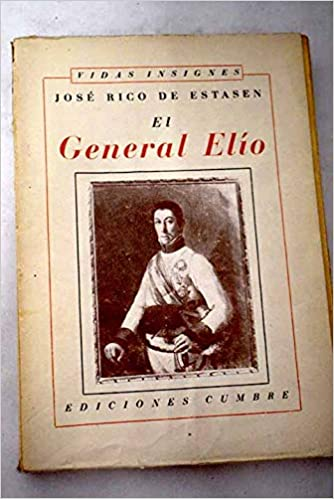 VIDAS INSIGNES
JOSÉ RICO DE ESTASEN
El
General Elío
EDICIONES CUMBRE